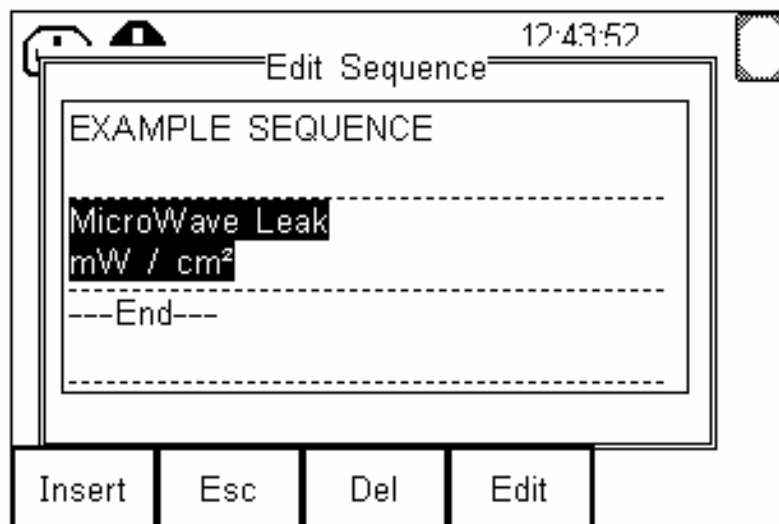 12:43:52
Edit Sequence
EXAMPLE SEQUENCE
MicroWave Leak
mW / cm²
---End---
Insert Esc Del Edit